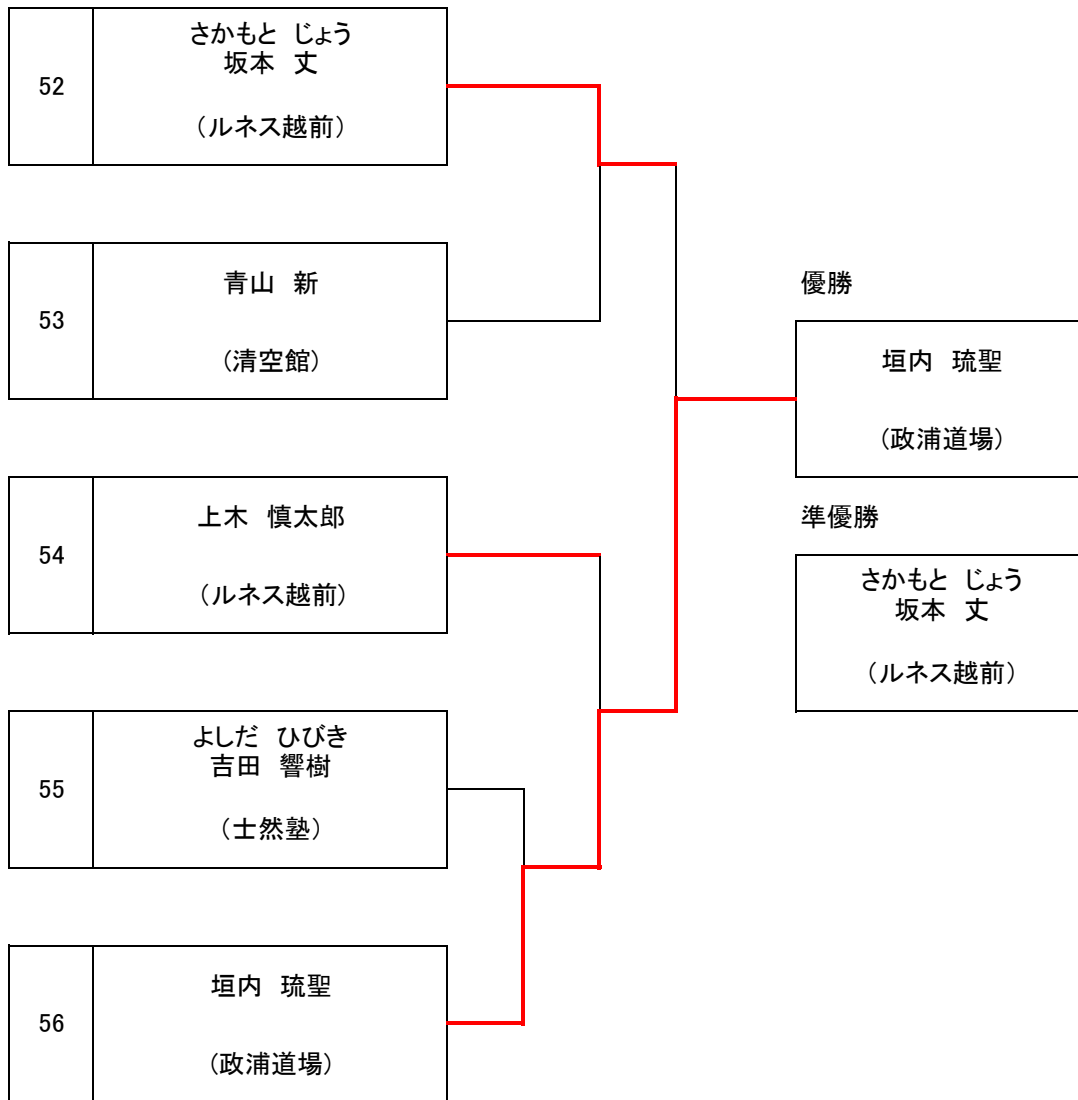 52
さかもと じょう
坂本　丈
（ルネス越前）
53
青山　新
（清空館）
54
上木　慎太郎
（ルネス越前）
55
よしだ ひびき
吉田　響樹
（士然塾）
56
垣内　琉聖
（政浦道場）
優勝
垣内　琉聖
（政浦道場）
準優勝
さかもと じょう
坂本　丈
（ルネス越前）